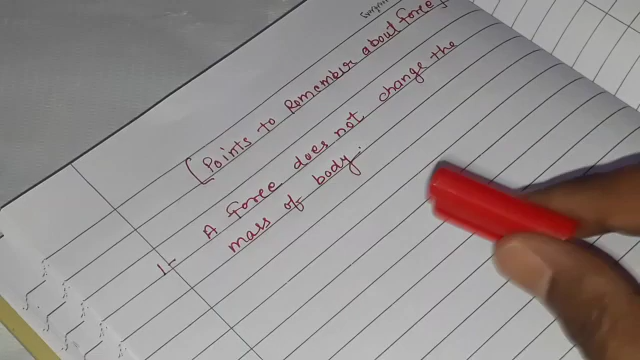 [Points to Remember about force
1- A force does not change the
mass of body.